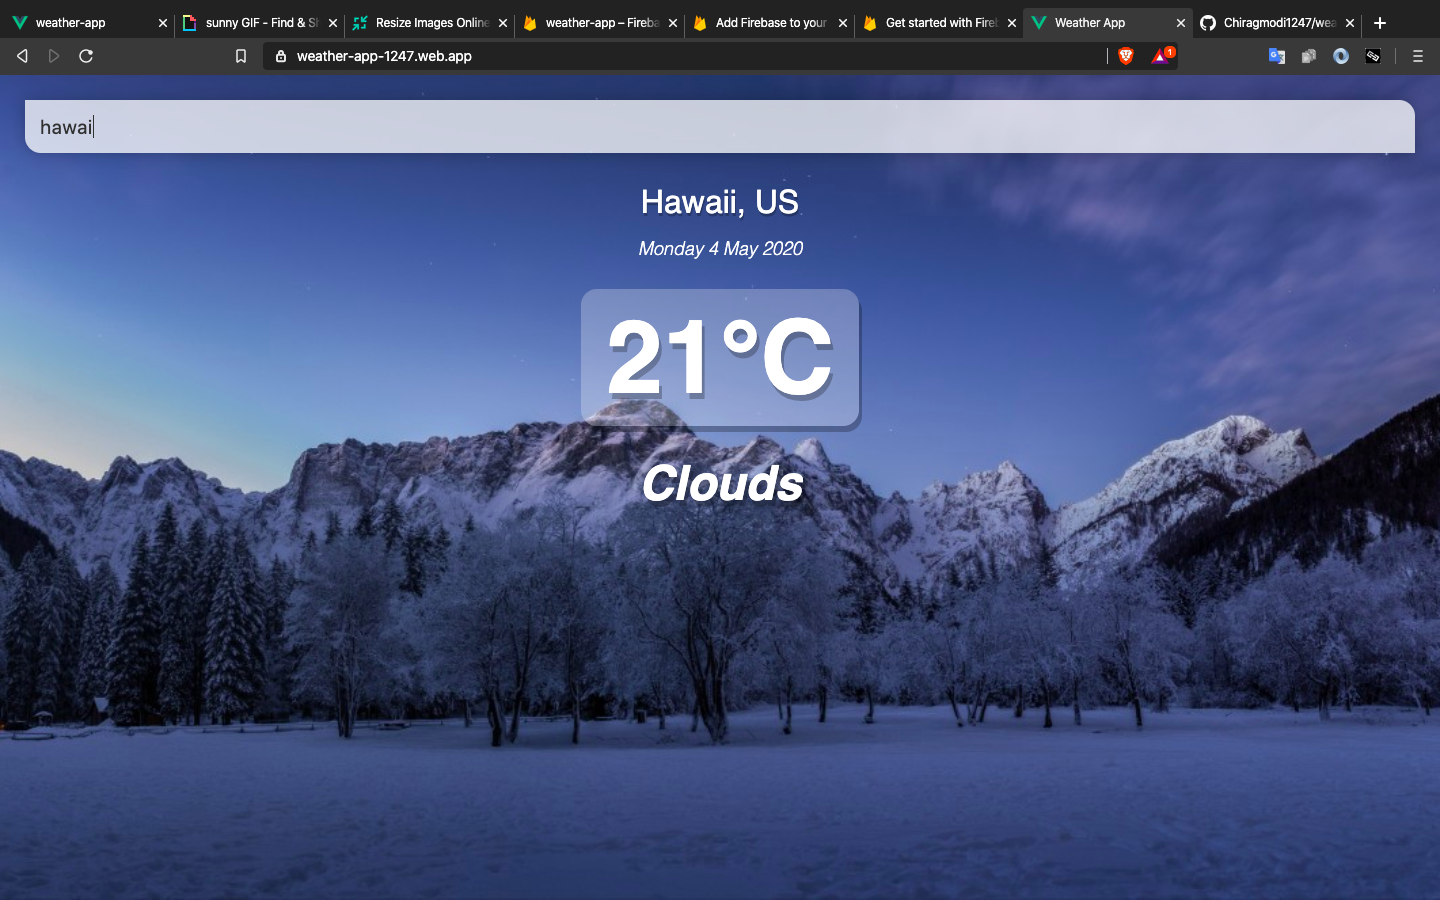 weather-app
sunny GIF - Find & Sh
Resize Images Online
weather-app – Fireba
Add Firebase to your
Get started with Fireb
Weather App
Chiragmodi1247/wea
weather-app-1247.web.app
1
hawai
Hawaii, US
Monday 4 May 2020
21°C
Clouds